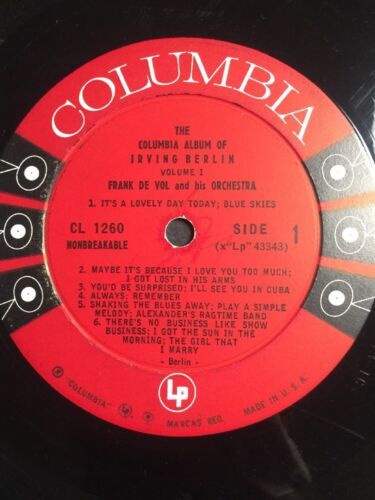 COLUMBIA
THE
COLUMBIA ALBUM OF
IRVING BERLIN
VOLUME I
FRANK DE VOL and his ORCHESTRA
1. IT'S A LOVELY DAY TODAY; BLUE SKIES
CL 1260
NONBREAKABLE
SIDE 1
(x"Lp" 43343)
2. MAYBE IT'S BECAUSE I LOVE YOU TOO MUCH;
I GOT LOST IN HIS ARMS
3. YOU'D BE SURPRISED; I'LL SEE YOU IN CUBA
4. ALWAYS; REMEMBER
5. SHAKING THE BLUES AWAY; PLAY A SIMPLE
MELODY; ALEXANDER'S RAGTIME BAND
6. THERE'S NO BUSINESS LIKE SHOW
BUSINESS; I GOT THE SUN IN THE
MORNING; THE GIRL THAT
I MARRY
- Berlin -
® "COLUMBIA", ® Lp ® MARCAS REG. MADE IN U. S. A.
LP